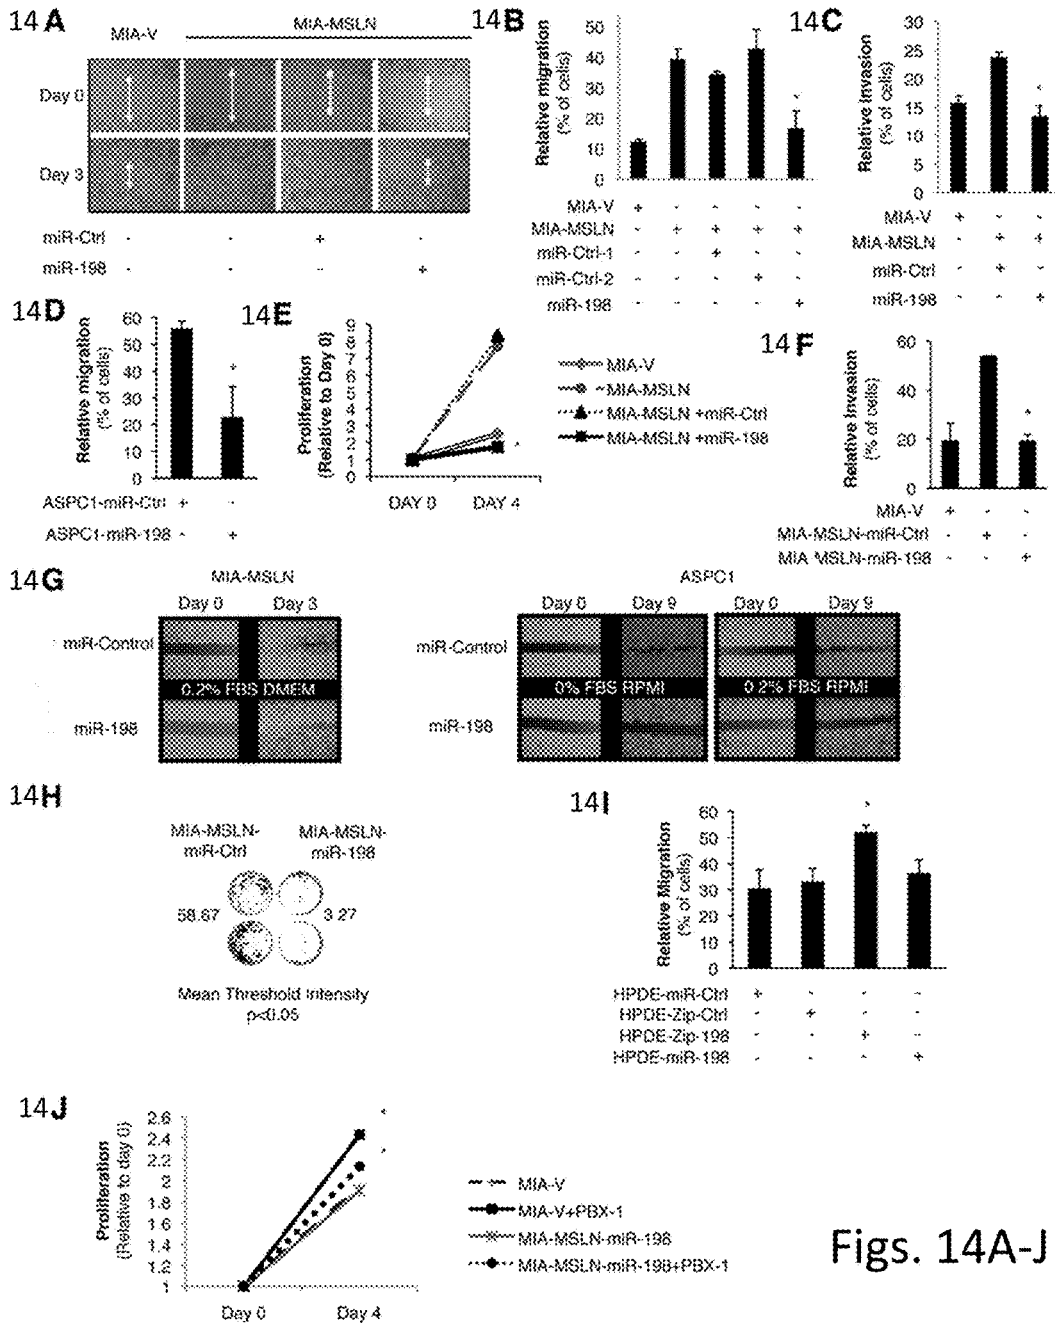 14A
MIA-V
MIA-MSLN
Day 0
Day 3
miR-Ctrl - - + -
miR-198 - - - +
14B
Relative migration
(% of cells)
50
40
30
20
10
0
MIA-V + - - - -
MIA-MSLN - + + + +
miR-Ctrl-1 - - + - -
miR-Ctrl-2 - - - + -
miR-198 - - - - +
14C
Relative Invasion
(% of cells)
30
25
20
15
10
5
0
MIA-V + - -
MIA-MSLN - + +
miR-Ctrl - + -
miR-198 - - +
14D
Relative migration
(% of cells)
60
50
40
30
20
10
0
ASPC1-miR-Ctrl + -
ASPC1-miR-198 - +
14E
Proliferation
(Relative to Day 0)
9
8
7
6
5
4
3
2
1
0
DAY 0 DAY 4
MIA-V
MIA-MSLN
MIA-MSLN +miR-Ctrl
MIA-MSLN +miR-198
14F
Relative Invasion
(% of cells)
60
40
20
0
MIA-V + - -
MIA-MSLN-miR-Ctrl - + -
MIA MSLN-miR-198 - - +
14G
MIA-MSLN
Day 0 Day 3
miR-Control
0.2% FBS DMEM
miR-198
ASPC1
Day 0 Day 9 Day 0 Day 9
miR-Control
0% FBS RPMI 0.2% FBS RPMI
miR-198
14H
MIA-MSLN-
miR-Ctrl
MIA-MSLN-
miR-198
58.67 3.27
Mean Threshold Intensity
p<0.05
14I
Relative Migration
(% of cells)
60
50
40
30
20
10
0
HPDE-miR-Ctrl + - - -
HPDE-Zip-Ctrl - + - -
HPDE-Zip 198 - - + -
HPDE-miR-198 - - - +
14J
Proliferation
(Relative to day 0)
2.6
2.4
2.2
2
1.8
1.6
1.4
1.2
1
Day 0 Day 4
MIA-V
MIA-V+PBX-1
MIA-MSLN-miR-198
MIA-MSLN-miR-198+PBX-1
Figs. 14A-J